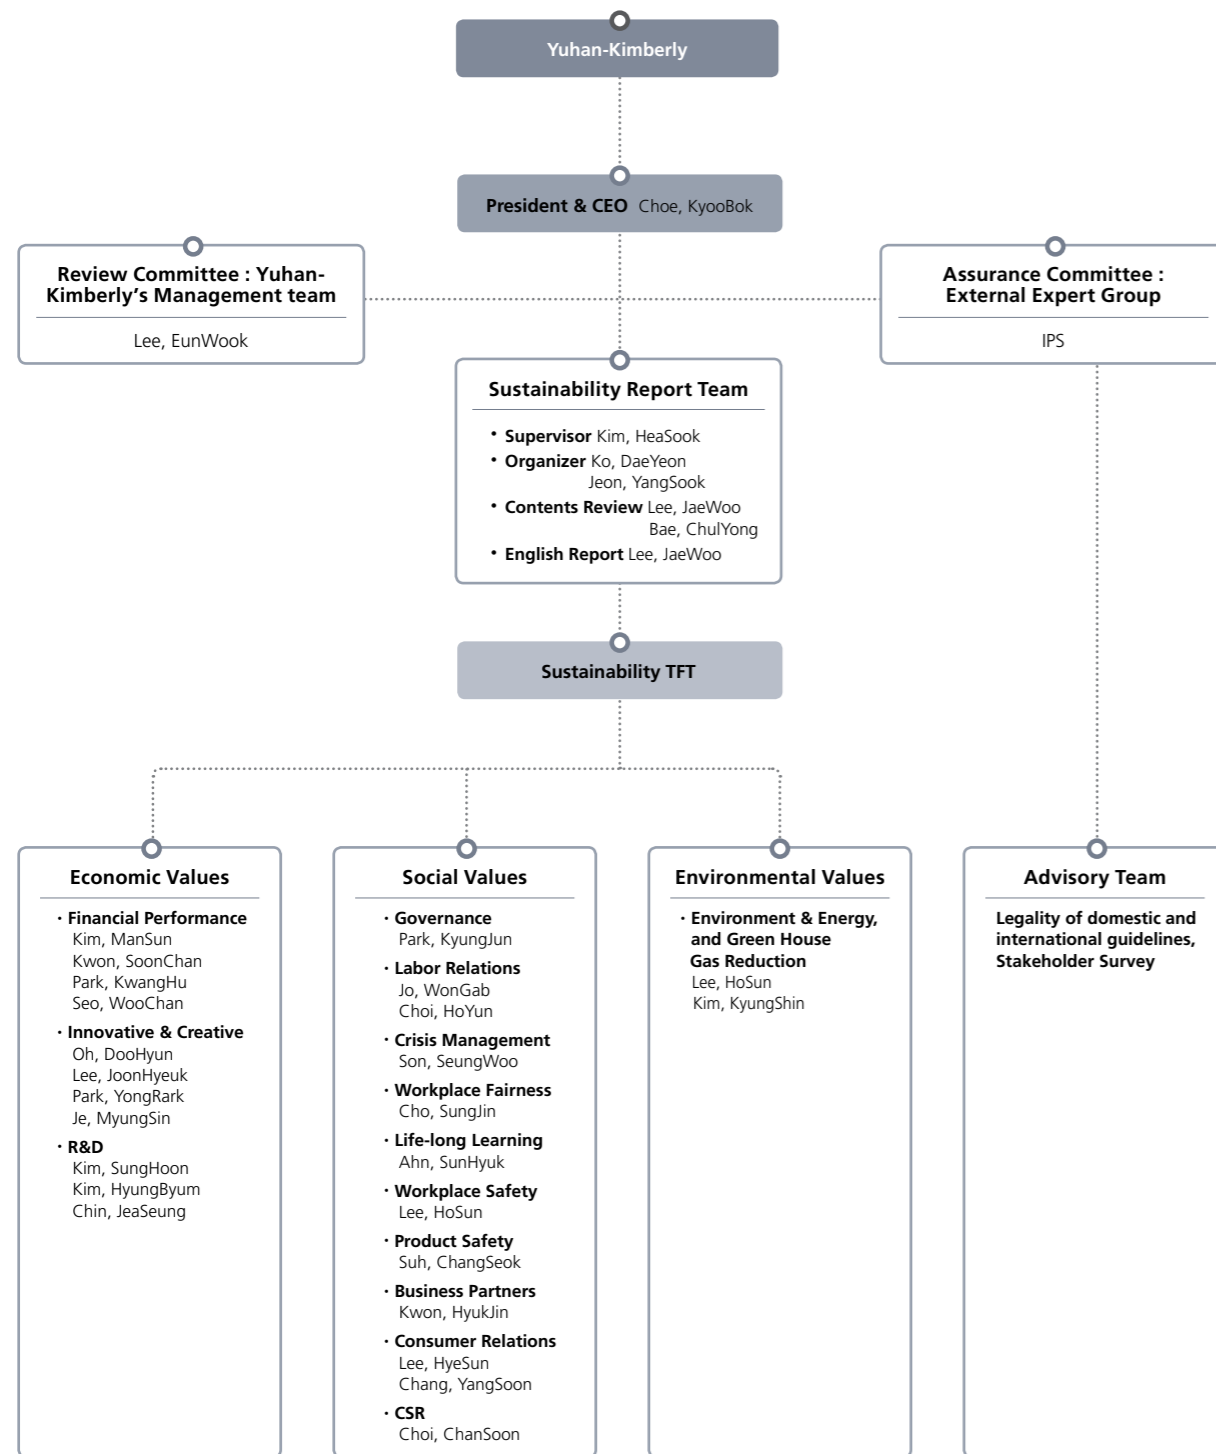 Yuhan-Kimberly
President & CEO Choe, KyooBok
Review Committee : Yuhan-
Kimberly's Management team
Lee, EunWook
Assurance Committee :
External Expert Group
IPS
Sustainability Report Team
• Supervisor Kim, HeaSook
• Organizer Ko, DaeYeon
Jeon, YangSook
• Contents Review Lee, JaeWoo
Bae, ChulYong
• English Report Lee, JaeWoo
Sustainability TFT
Economic Values
· Financial Performance
Kim, ManSun
Kwon, SoonChan
Park, KwangHu
Seo, WooChan
· Innovative & Creative
Oh, DooHyun
Lee, JoonHyeuk
Park, YongRark
Je, MyungSin
· R&D
Kim, SungHoon
Kim, HyungByum
Chin, JeaSeung
Social Values
· Governance
Park, KyungJun
· Labor Relations
Jo, WonGab
Choi, HoYun
· Crisis Management
Son, SeungWoo
· Workplace Fairness
Cho, SungJin
· Life-long Learning
Ahn, SunHyuk
· Workplace Safety
Lee, HoSun
· Product Safety
Suh, ChangSeok
· Business Partners
Kwon, HyukJin
· Consumer Relations
Lee, HyeSun
Chang, YangSoon
· CSR
Choi, ChanSoon
Environmental Values
· Environment & Energy,
and Green House
Gas Reduction
Lee, HoSun
Kim, KyungShin
Advisory Team
Legality of domestic and
international guidelines,
Stakeholder Survey